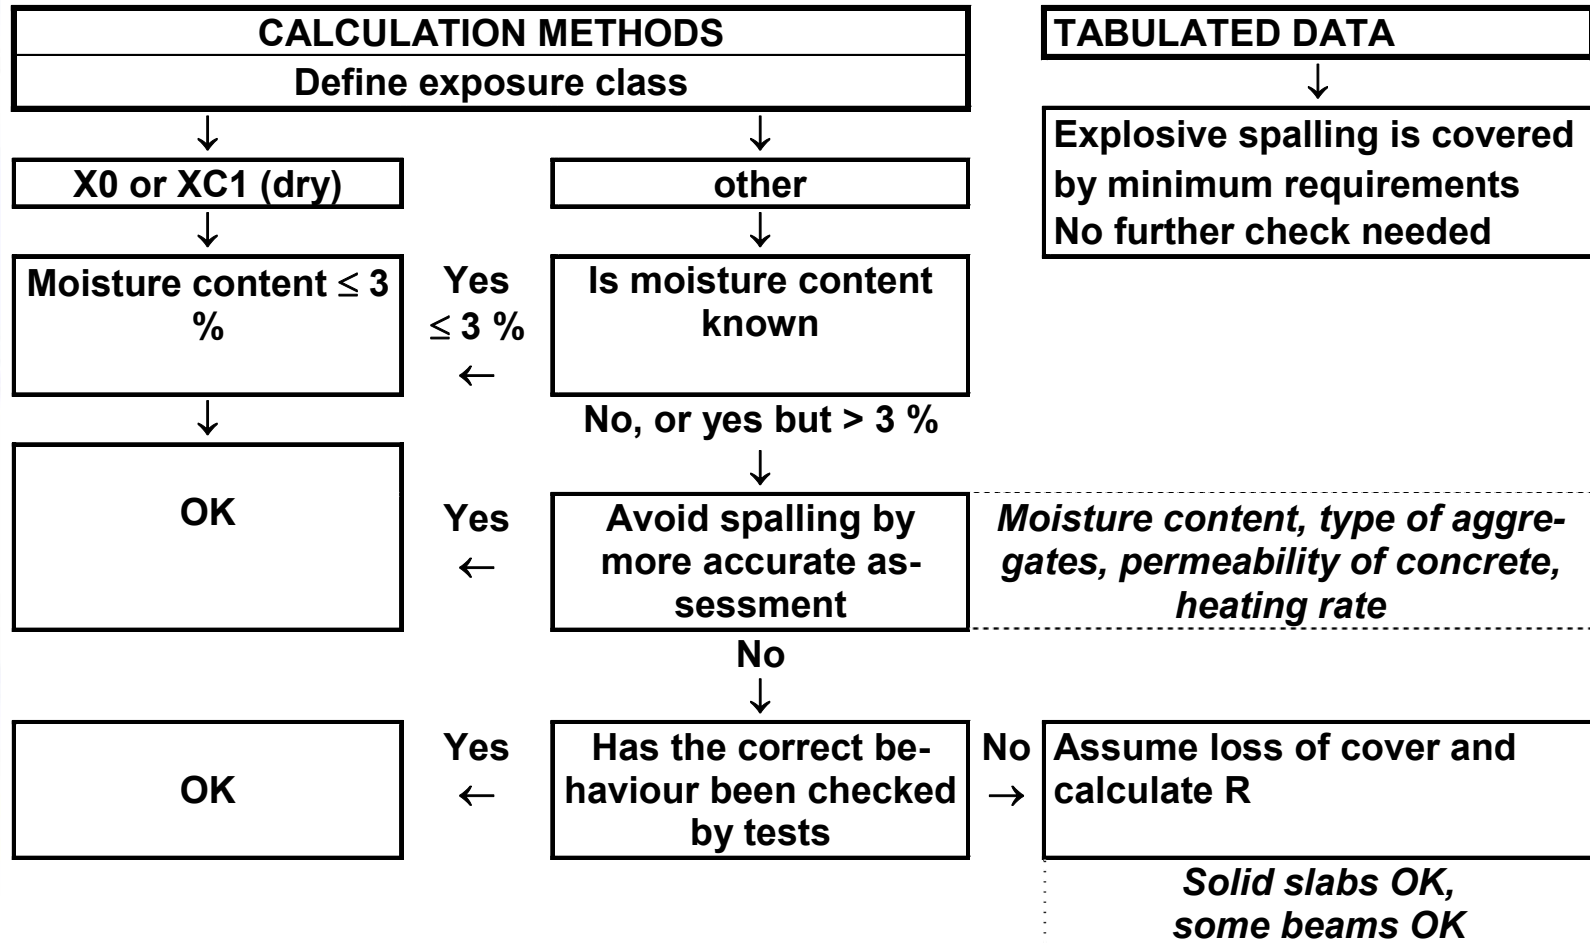 CALCULATION METHODS
Define exposure class
↓ ↓
X0 or XC1 (dry)
other
↓ ↓
Moisture content ≤ 3
%
Yes
≤ 3 %
←
Is moisture content
known
↓
No, or yes but > 3 %
↓
OK
Yes
←
Avoid spalling by
more accurate as-
sessment
Moisture content, type of aggre-
gates, permeability of concrete,
heating rate
No
↓
OK
Yes
←
Has the correct be-
haviour been checked
by tests
No
→
Assume loss of cover and
calculate R
Solid slabs OK,
some beams OK
TABULATED DATA
↓
Explosive spalling is covered
by minimum requirements
No further check needed